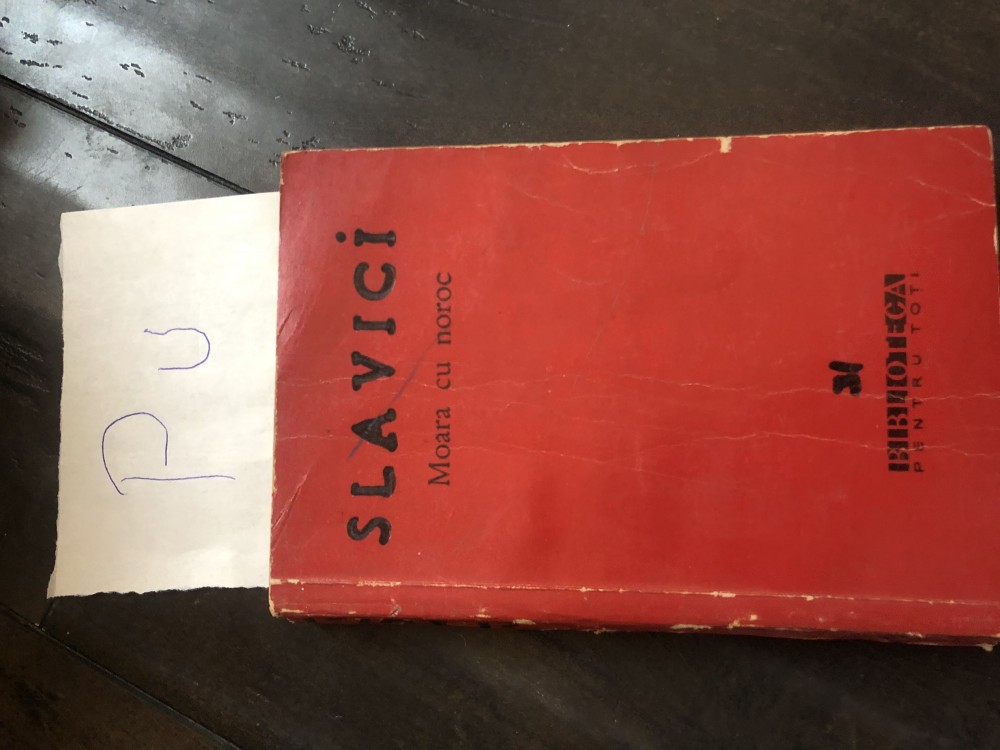 Pu
SLAVICI
Moara cu noroc
BIBLIOTECA
PENTRU TOȚI